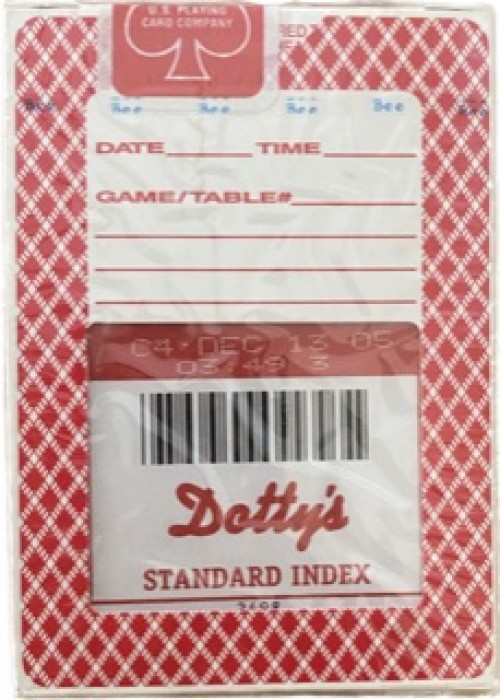 U.S. PLAYING
CARD COMPANY
Bee Bee Bee Bee Bee Bee
DATE TIME
GAME/TABLE#
04 DEC 13 05
03:49 3
Dotty's
STANDARD INDEX